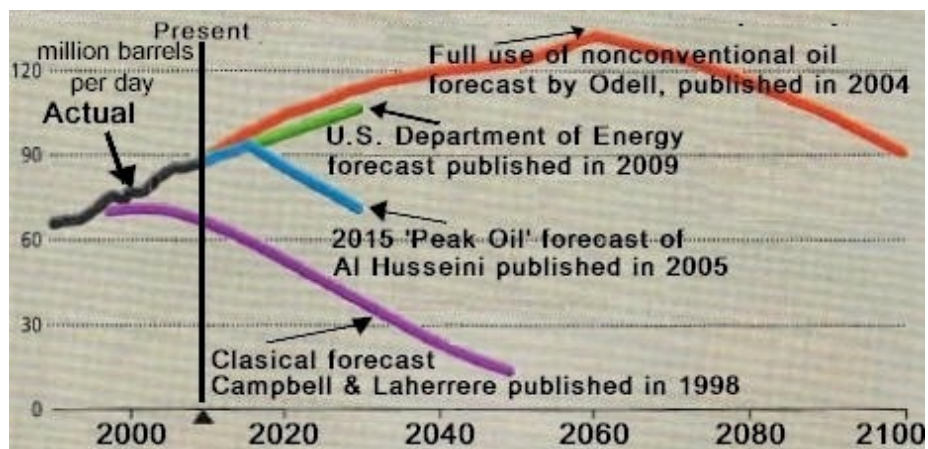 Present
million barrels
per day
Actual
120
90
60
30
0
Full use of nonconventional oil
forecast by Odell, published in 2004
U.S. Department of Energy
forecast published in 2009
2015 'Peak Oil' forecast of
Al Husseini published in 2005
Clasical forecast
Campbell & Laherrere published in 1998
2000 2020 2040 2060 2080 2100